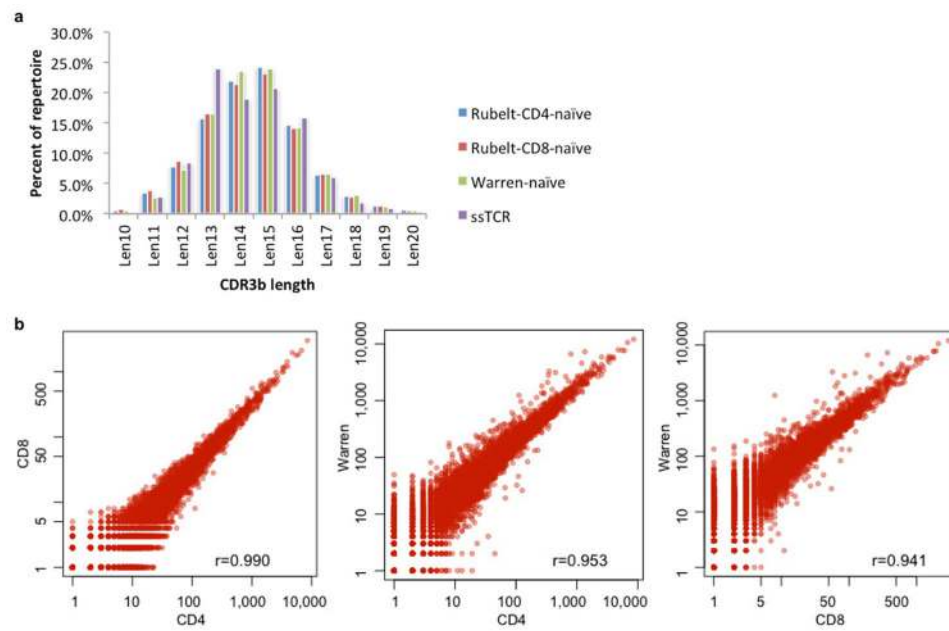 a
30.0%
25.0%
20.0%
15.0%
10.0%
5.0%
0.0%
Percent of repertoire
Len10
Len11
Len12
Len13
Len14
Len15
Len16
Len17
Len18
Len19
Len20
CDR3b length
Rubelt-CD4-naïve
Rubelt-CD8-naïve
Warren-naïve
ssTCR
b
CD8
500
50
5
1
r=0.990
1 10 100 1,000 10,000
CD4
Warren
10,000
1,000
100
10
1
r=0.953
1 10 100 1,000 10,000
CD4
Warren
10,000
1,000
100
10
1
r=0.941
1 5 50 500
CD8